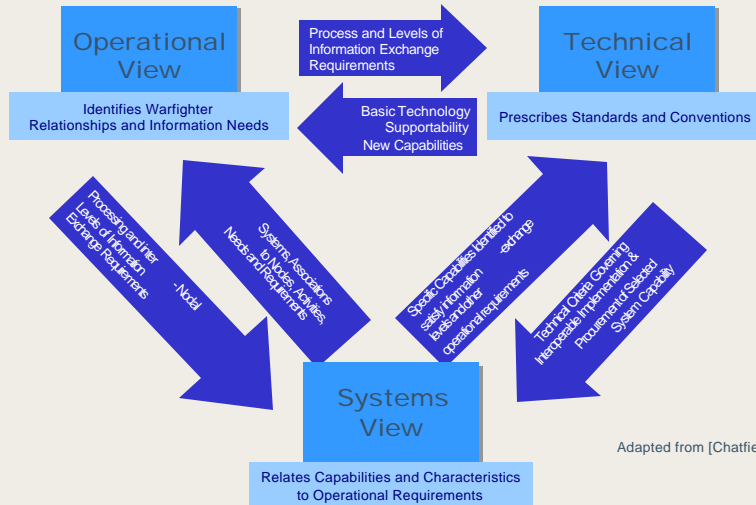 Operational
View
Identifies Warfighter
Relationships and Information Needs
Process and Levels of
Information Exchange
Requirements
Basic Technology
Supportability
New Capabilities
Technical
View
Prescribes Standards and Conventions
Processing and inter
-Nodal
Levels of Information
Exchange Requirements
Systems, Associations
to Nodes, Activities,
Needs and Requirements
Specific Capabilities Identified to
satisfy information
-exchange
levels and other
operational requirements
Technical Criteria Governing
Interoperable Implementation &
Procurement of Selected
System Capability
Systems
View
Relates Capabilities and Characteristics
to Operational Requirements
Adapted from [Chatfie